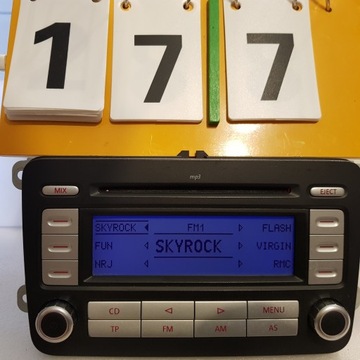 1 7 7
mp3
MIX EJECT
SKYROCK FM1 FLASH
FUN SKYROCK VIRGIN
NRJ RMC
CD MENU
TP FM AM AS